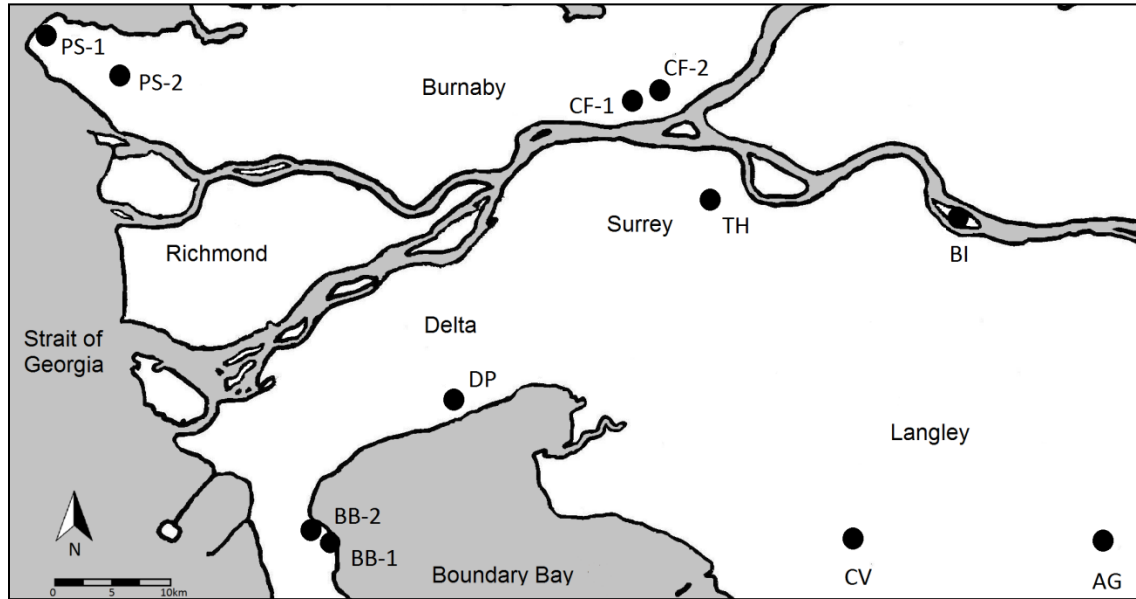 PS-1
PS-2
Burnaby
CF-2
CF-1
Surrey
TH
BI
Richmond
Strait of
Georgia
Delta
DP
Langley
BB-2
BB-1
Boundary Bay
CV
AG
N
0 5 10km